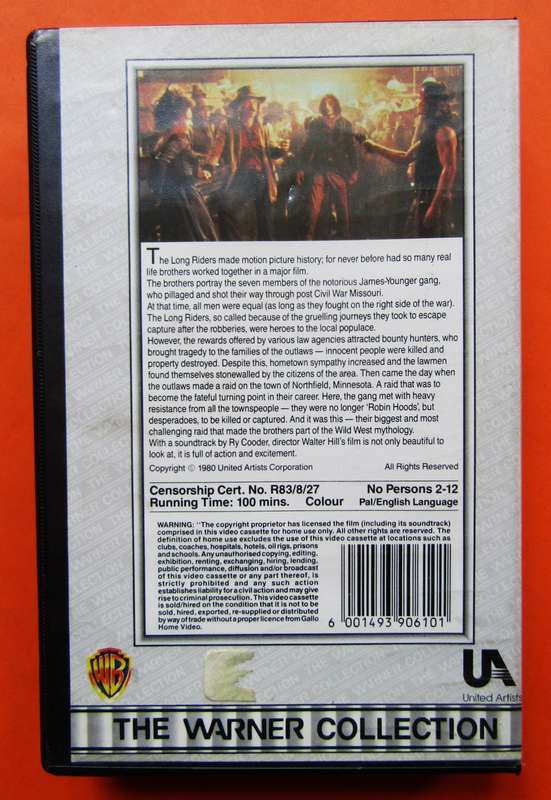 The Long Riders made motion picture history; for never before had so many real
life brothers worked together in a major film.
The brothers portray the seven members of the notorious James-Younger gang,
who pillaged and shot their way through post Civil War Missouri.
At that time, all men were equal (as long as they fought on the right side of the war).
The Long Riders, so called because of the gruelling journeys they took to escape
capture after the robberies, were heroes to the local populace.
However, the rewards offered by various law agencies attracted bounty hunters, who
brought tragedy to the families of the outlaws — innocent people were killed and
property destroyed. Despite this, hometown sympathy increased and the lawmen
found themselves stonewalled by the citizens of the area. Then came the day when
the outlaws made a raid on the town of Northfield, Minnesota. A raid that was to
become the fateful turning point in their career. Here, the gang met with heavy
resistance from all the townspeople — they were no longer 'Robin Hoods', but
desperadoes, to be killed or captured. And it was this — their biggest and most
challenging raid that made the brothers part of the Wild West mythology.
With a soundtrack by Ry Cooder, director Walter Hill's film is not only beautiful to
look at, it is full of action and excitement.
Copyright © 1980 United Artists Corporation All Rights Reserved
Censorship Cert. No. R83/8/27 No Persons 2-12
Running Time: 100 mins. Colour Pal/English Language
WARNING: "The copyright proprietor has licensed the film (including its soundtrack)
comprised in this video cassette for home use only. All other rights are reserved. The
definition of home use excludes the use of this video cassette at locations such as
clubs, coaches, hospitals, hotels, oil rigs, prisons
and schools. Any unauthorised copying, editing,
exhibition, renting, exchanging, hiring, lending,
public performance, diffusion and/or broadcast
of this video cassette or any part thereof, is
strictly prohibited and any such action
establishes liability for a civil action and may give
rise to criminal prosecution. This video cassette
is sold/hired on the condition that it is not to be
sold, hired, exported, re-supplied or distributed
by way of trade without a proper licence from Gallo
Home Video.
6 001493 906101
WB
UA
United Artists
THE WARNER COLLECTION